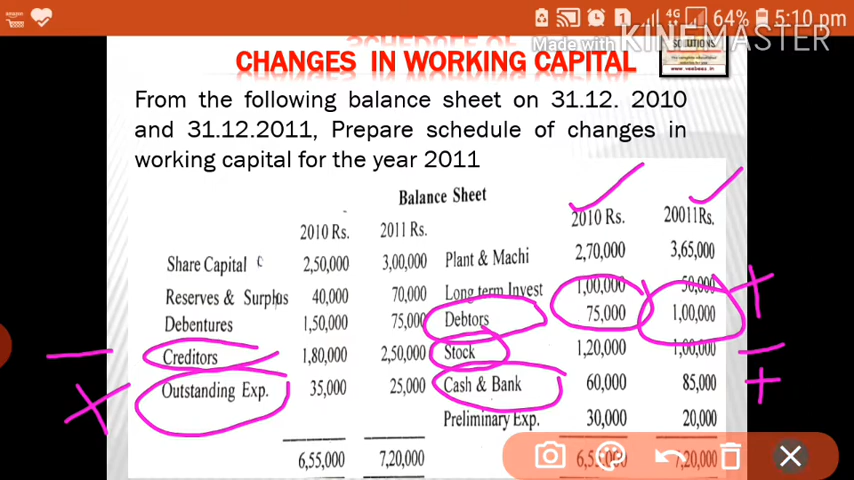 amazon
4G
64%
5:10 pm
Made with KINEMASTER
SOLUTIONS
CHANGES IN WORKING CAPITAL
From the following balance sheet on 31.12. 2010
and 31.12.2011, Prepare schedule of changes in
working capital for the year 2011
Balance Sheet
2010 Rs. 2011 Rs. 2010 Rs. 20011Rs.
Share Capital 2,50,000 3,00,000 Plant & Machi 2,70,000 3,65,000
Reserves & Surplus 40,000 70,000 Long term Invest 1,00,000 50,000
Debentures 1,50,000 75,000 Debtors 75,000 1,00,000
Creditors 1,80,000 2,50,000 Stock 1,20,000 1,00,000
Outstanding Exp. 35,000 25,000 Cash & Bank 60,000 85,000
Preliminary Exp. 30,000 20,000
6,55,000 7,20,000 7,20,000